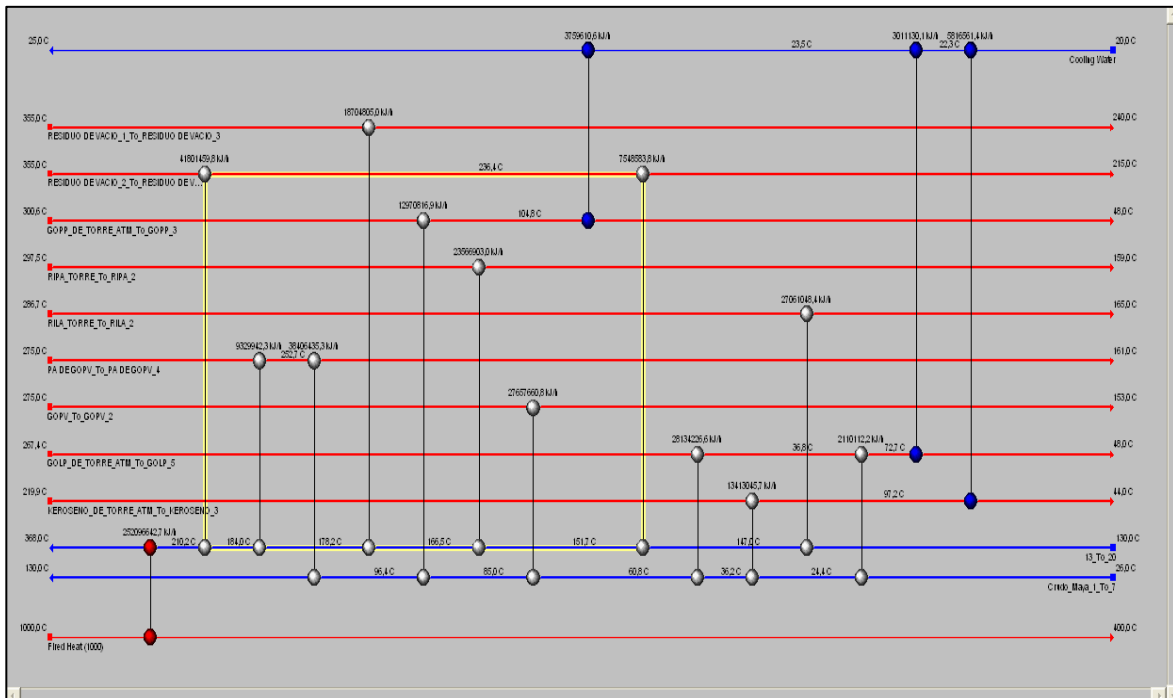 3759610,6 kJ/h 3011130,1 kJ/h 5816561,4 kJ/h
25,0 C 23,5 C 22,3 C 20,0 C
Cooling Water
18704805,0 kJ/h
355,0 C 240,0 C
RESIDUO DE VACIO_1_To_RESIDUO DE VACIO_3
41801459,8 kJ/h 7548583,8 kJ/h
355,0 C 236,4 C 215,0 C
RESIDUO DE VACIO_2_To_RESIDUO DE V...
12970816,9 kJ/h
300,6 C 104,8 C 48,0 C
GOPP_DE_TORRE_ATM_To_GOPP_3
23566903,0 kJ/h
297,5 C 159,0 C
RIPA_TORRE_To_RIPA_2
27061048,4 kJ/h
286,7 C 165,0 C
RILA_TORRE_To_RILA_2
9329942,3 kJ/h 38406435,3 kJ/h
275,0 C 252,7 C 161,0 C
PA DEGOPV_To_PA DEGOPV_4
27657660,8 kJ/h
275,0 C 153,0 C
GOPV_To_GOPV_2
28134226,6 kJ/h 2110112,2 kJ/h
267,4 C 36,8 C 72,7 C 48,0 C
GOLP_DE_TORRE_ATM_To_GOLP_5
13413945,7 kJ/h
219,9 C 97,2 C 44,0 C
KEROSENO_DE_TORRE_ATM_To_KEROSENO_3
252096642,7 kJ/h
368,0 C 210,2 C 184,0 C 178,2 C 166,5 C 151,7 C 147,0 C 130,0 C
13_To_20
130,0 C 96,4 C 85,0 C 60,8 C 36,2 C 24,4 C
Crudo_Maya_1_To_7
1000,0 C 400,0 C
Fired Heat (1000)